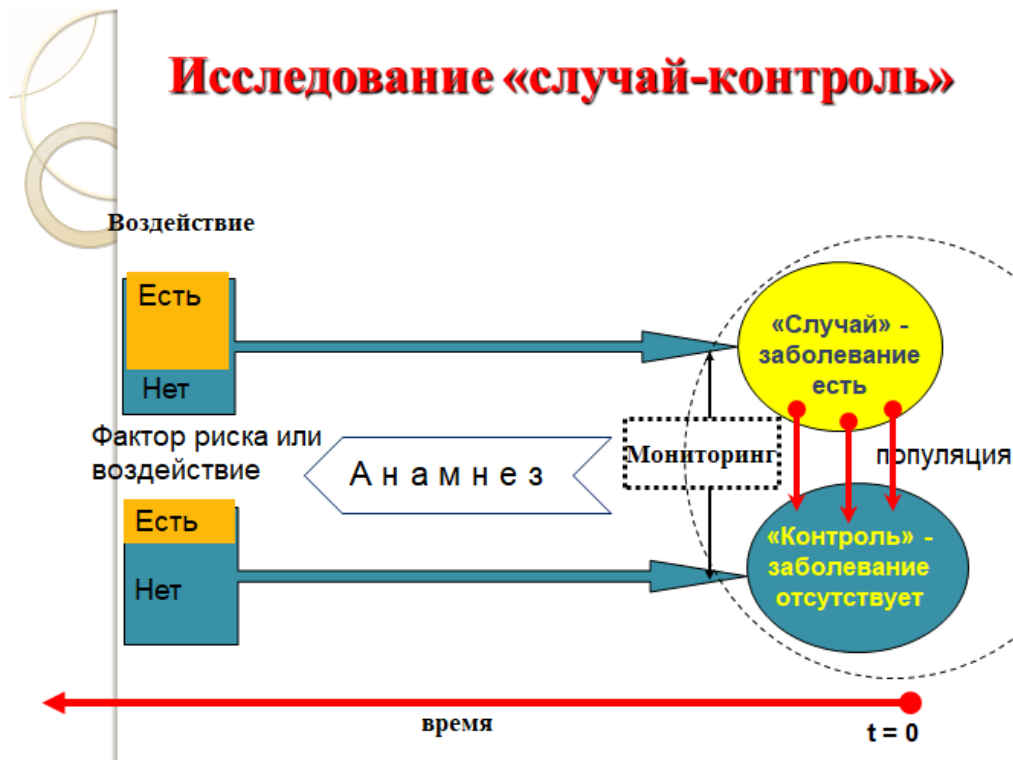 Исследование «случай-контроль»
Воздействие
Есть
Нет
«Случай» -
заболевание
есть
Фактор риска или
воздействие
А н а м н е з
Мониторинг
популяция
Есть
Нет
«Контроль» -
заболевание
отсутствует
время
t = 0